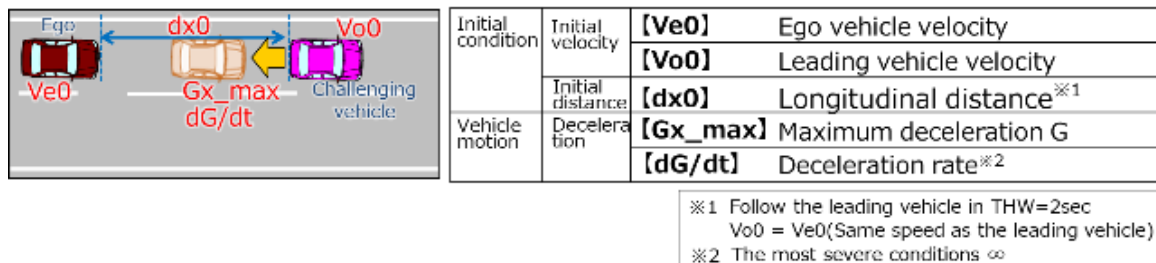 Ego
dx0
Vo0
Ve0
Gx_max
dG/dt
Challenging
vehicle
Initial
condition
Initial
velocity
【Ve0】 Ego vehicle velocity
【Vo0】 Leading vehicle velocity
Initial
distance
【dx0】 Longitudinal distance※1
Vehicle
motion
Decelera
tion
【Gx_max】 Maximum deceleration G
【dG/dt】 Deceleration rate※2
※1 Follow the leading vehicle in THW=2sec
Vo0 = Ve0(Same speed as the leading vehicle)
※2 The most severe conditions ∞